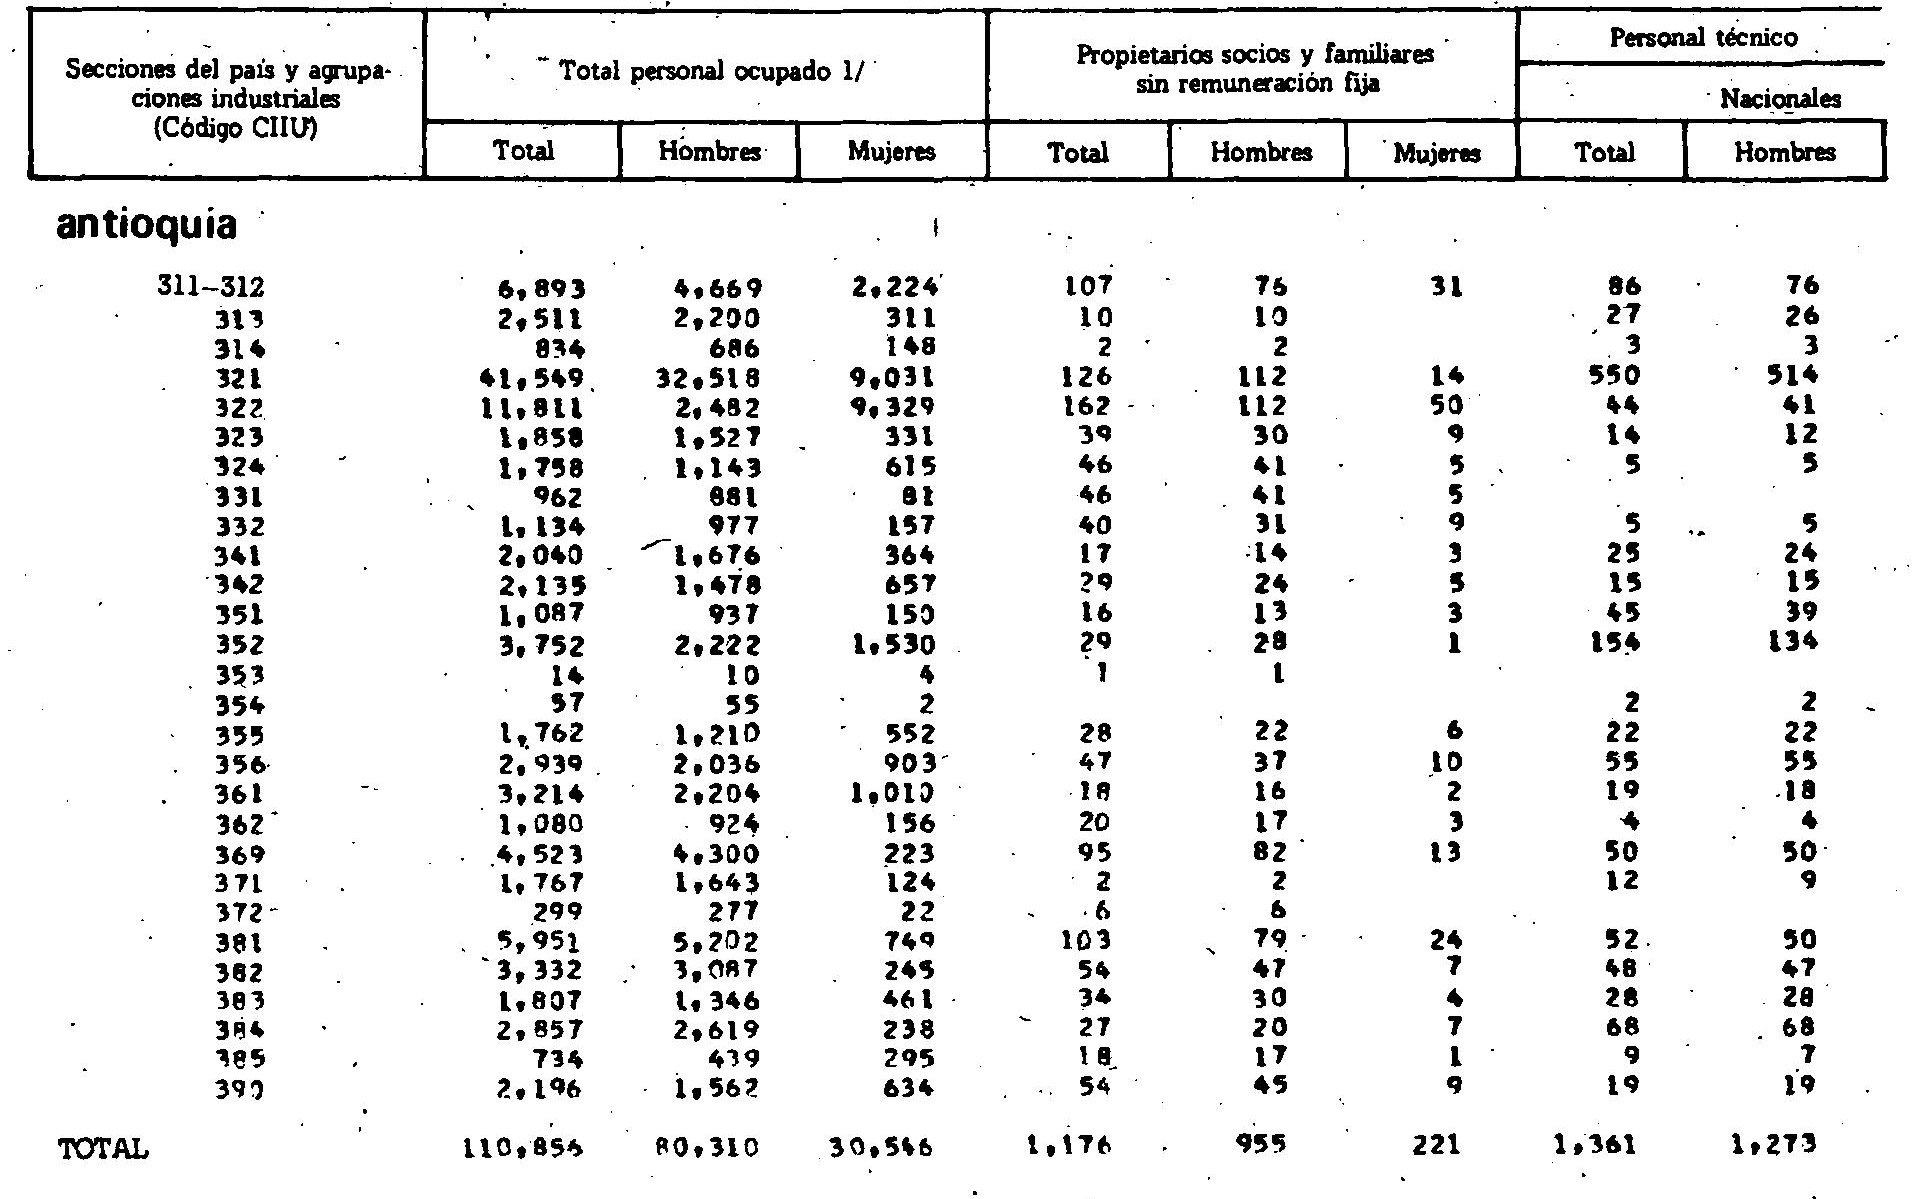 Secciones del país y agrupa-
ciones industriales
(Código CIIU)
Total personal ocupado 1/
Propietarios socios y familiares
sin remuneración fija
Personal técnico
Nacionales
Total Hombres Mujeres Total Hombres Mujeres Total Hombres
antioquia
311-312 6,893 4,669 2,224 107 76 31 86 76
313 2,511 2,200 311 10 10 27 26
314 834 686 148 2 2 3 3
321 41,549 32,518 9,031 126 112 14 550 514
322 11,811 2,482 9,329 162 112 50 44 41
323 1,858 1,527 331 39 30 9 14 12
324 1,758 1,143 615 46 41 5 5 5
331 962 881 81 46 41 5
332 1,134 977 157 40 31 9 5 5
341 2,040 1,676 364 17 14 3 25 24
342 2,135 1,478 657 29 24 5 15 15
351 1,087 937 150 16 13 3 45 39
352 3,752 2,222 1,530 29 28 1 154 134
353 14 10 4 1 1
354 57 55 2 2 2
355 1,762 1,210 552 28 22 6 22 22
356 2,939 2,036 903 47 37 10 55 55
361 3,214 2,204 1,010 18 16 2 19 18
362 1,080 924 156 20 17 3 4 4
369 4,523 4,300 223 95 82 13 50 50
371 1,767 1,643 124 2 2 12 9
372 299 277 22 6 6
381 5,951 5,202 749 103 79 24 52 50
382 3,332 3,087 245 54 47 7 48 47
383 1,807 1,346 461 34 30 4 28 28
384 2,857 2,619 238 27 20 7 68 68
385 734 439 295 18 17 1 9 7
390 2,196 1,562 634 54 45 9 19 19
TOTAL 110,856 80,310 30,546 1,176 955 221 1,361 1,273